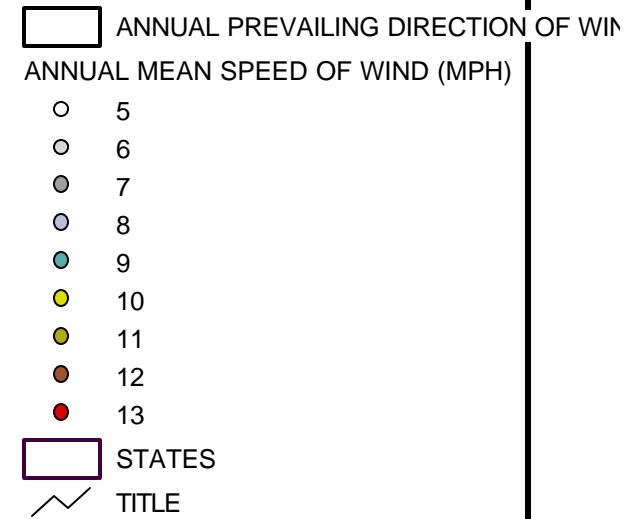 ANNUAL PREVAILING DIRECTION OF WIN
ANNUAL MEAN SPEED OF WIND (MPH)
5
6
7
8
9
10
11
12
13
STATES
TITLE